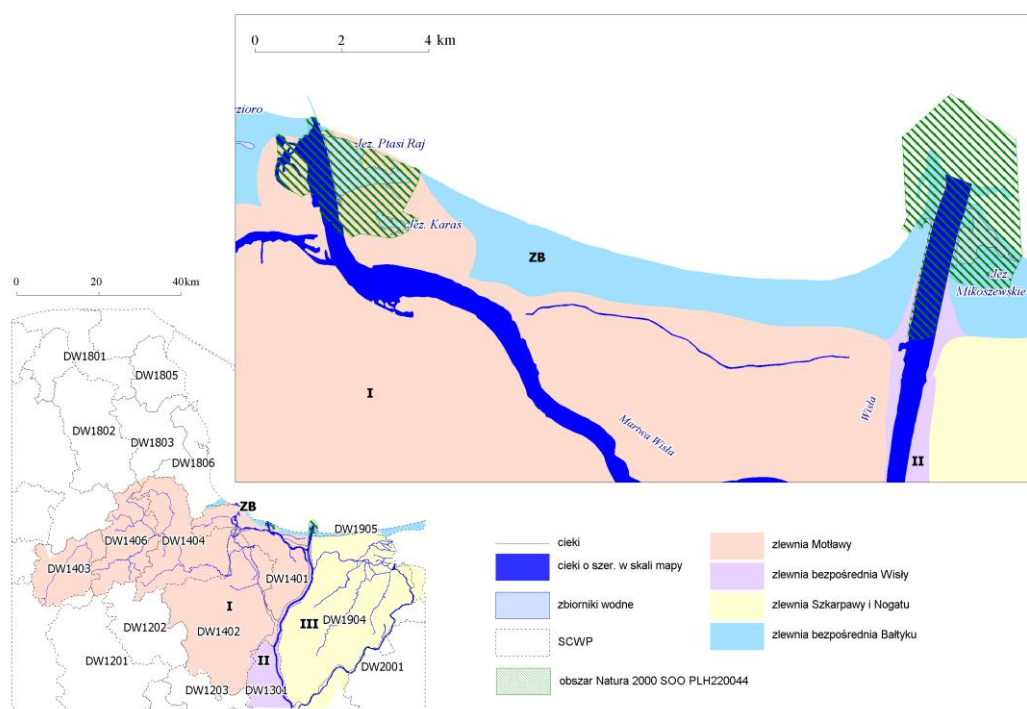 0 2 4 km
zioro
Jez. Ptasi Raj
Jez. Karaś
ZB
Jez.
Mikoszewskie
I
Martwa Wisła
Wisła
II
0 20 40 km
DW1801
DW1805
DW1802
DW1803
DW1806
ZB
DW1905
DW1406
DW1404
DW1403
DW1401
I
III
DW1904
DW1202
DW1402
DW1201
II
DW2001
DW1203
DW1301
cieki
cieki o szer. w skali mapy
zbiorniki wodne
SCWP
obszar Natura 2000 SOO PLH220044
zlewnia Motławy
zlewnia bezpośrednia Wisły
zlewnia Szkarpawy i Nogatu
zlewnia bezpośrednia Bałtyku